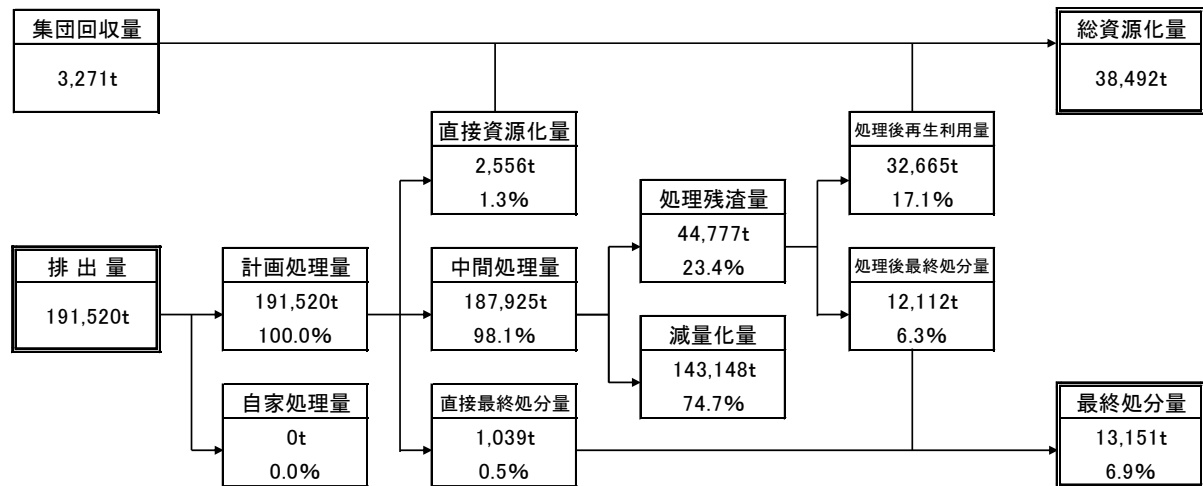 集団回収量
3,271t
総資源化量
38,492t
直接資源化量
2,556t
1.3%
処理後再生利用量
32,665t
17.1%
処理残渣量
44,777t
23.4%
排出量
191,520t
計画処理量
191,520t
100.0%
中間処理量
187,925t
98.1%
処理後最終処分量
12,112t
6.3%
減量化量
143,148t
74.7%
自家処理量
0t
0.0%
直接最終処分量
1,039t
0.5%
最終処分量
13,151t
6.9%